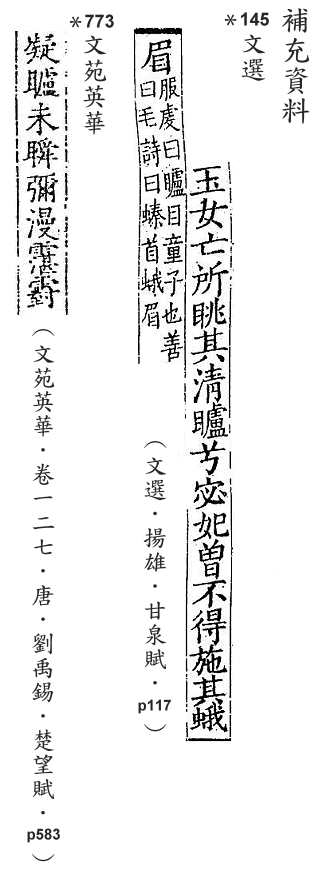 補充資料
*145
文選
玉女亡所眺其清矑兮宓妃曽不得施其蛾
眉
服虔曰矑目童子也善
曰毛詩曰螓首蛾眉
（文選．揚雄．甘泉賦．p117）
*773
文苑英華
凝矑未瞬彌漫霮䨴
（文苑英華．卷一二七．唐．劉禹錫．楚望賦．p583）